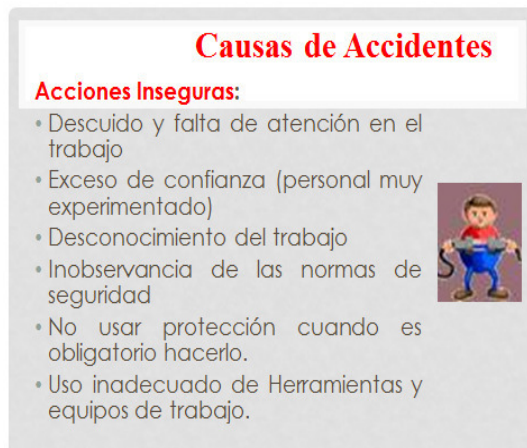 Causas de Accidentes
Acciones Inseguras:
• Descuido y falta de atención en el
trabajo
• Exceso de confianza (personal muy
experimentado)
• Desconocimiento del trabajo
• Inobservancia de las normas de
seguridad
• No usar protección cuando es
obligatorio hacerlo.
• Uso inadecuado de Herramientas y
equipos de trabajo.